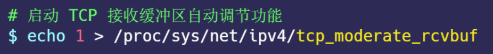 # 启动 TCP 接收缓冲区自动调节功能
$ echo 1 > /proc/sys/net/ipv4/tcp_moderate_rcvbuf